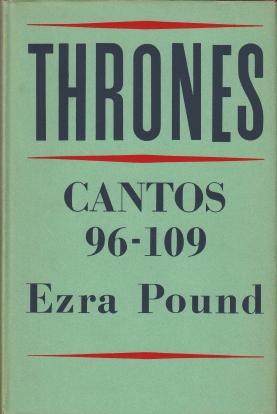 THRONES
CANTOS
96-109
Ezra Pound